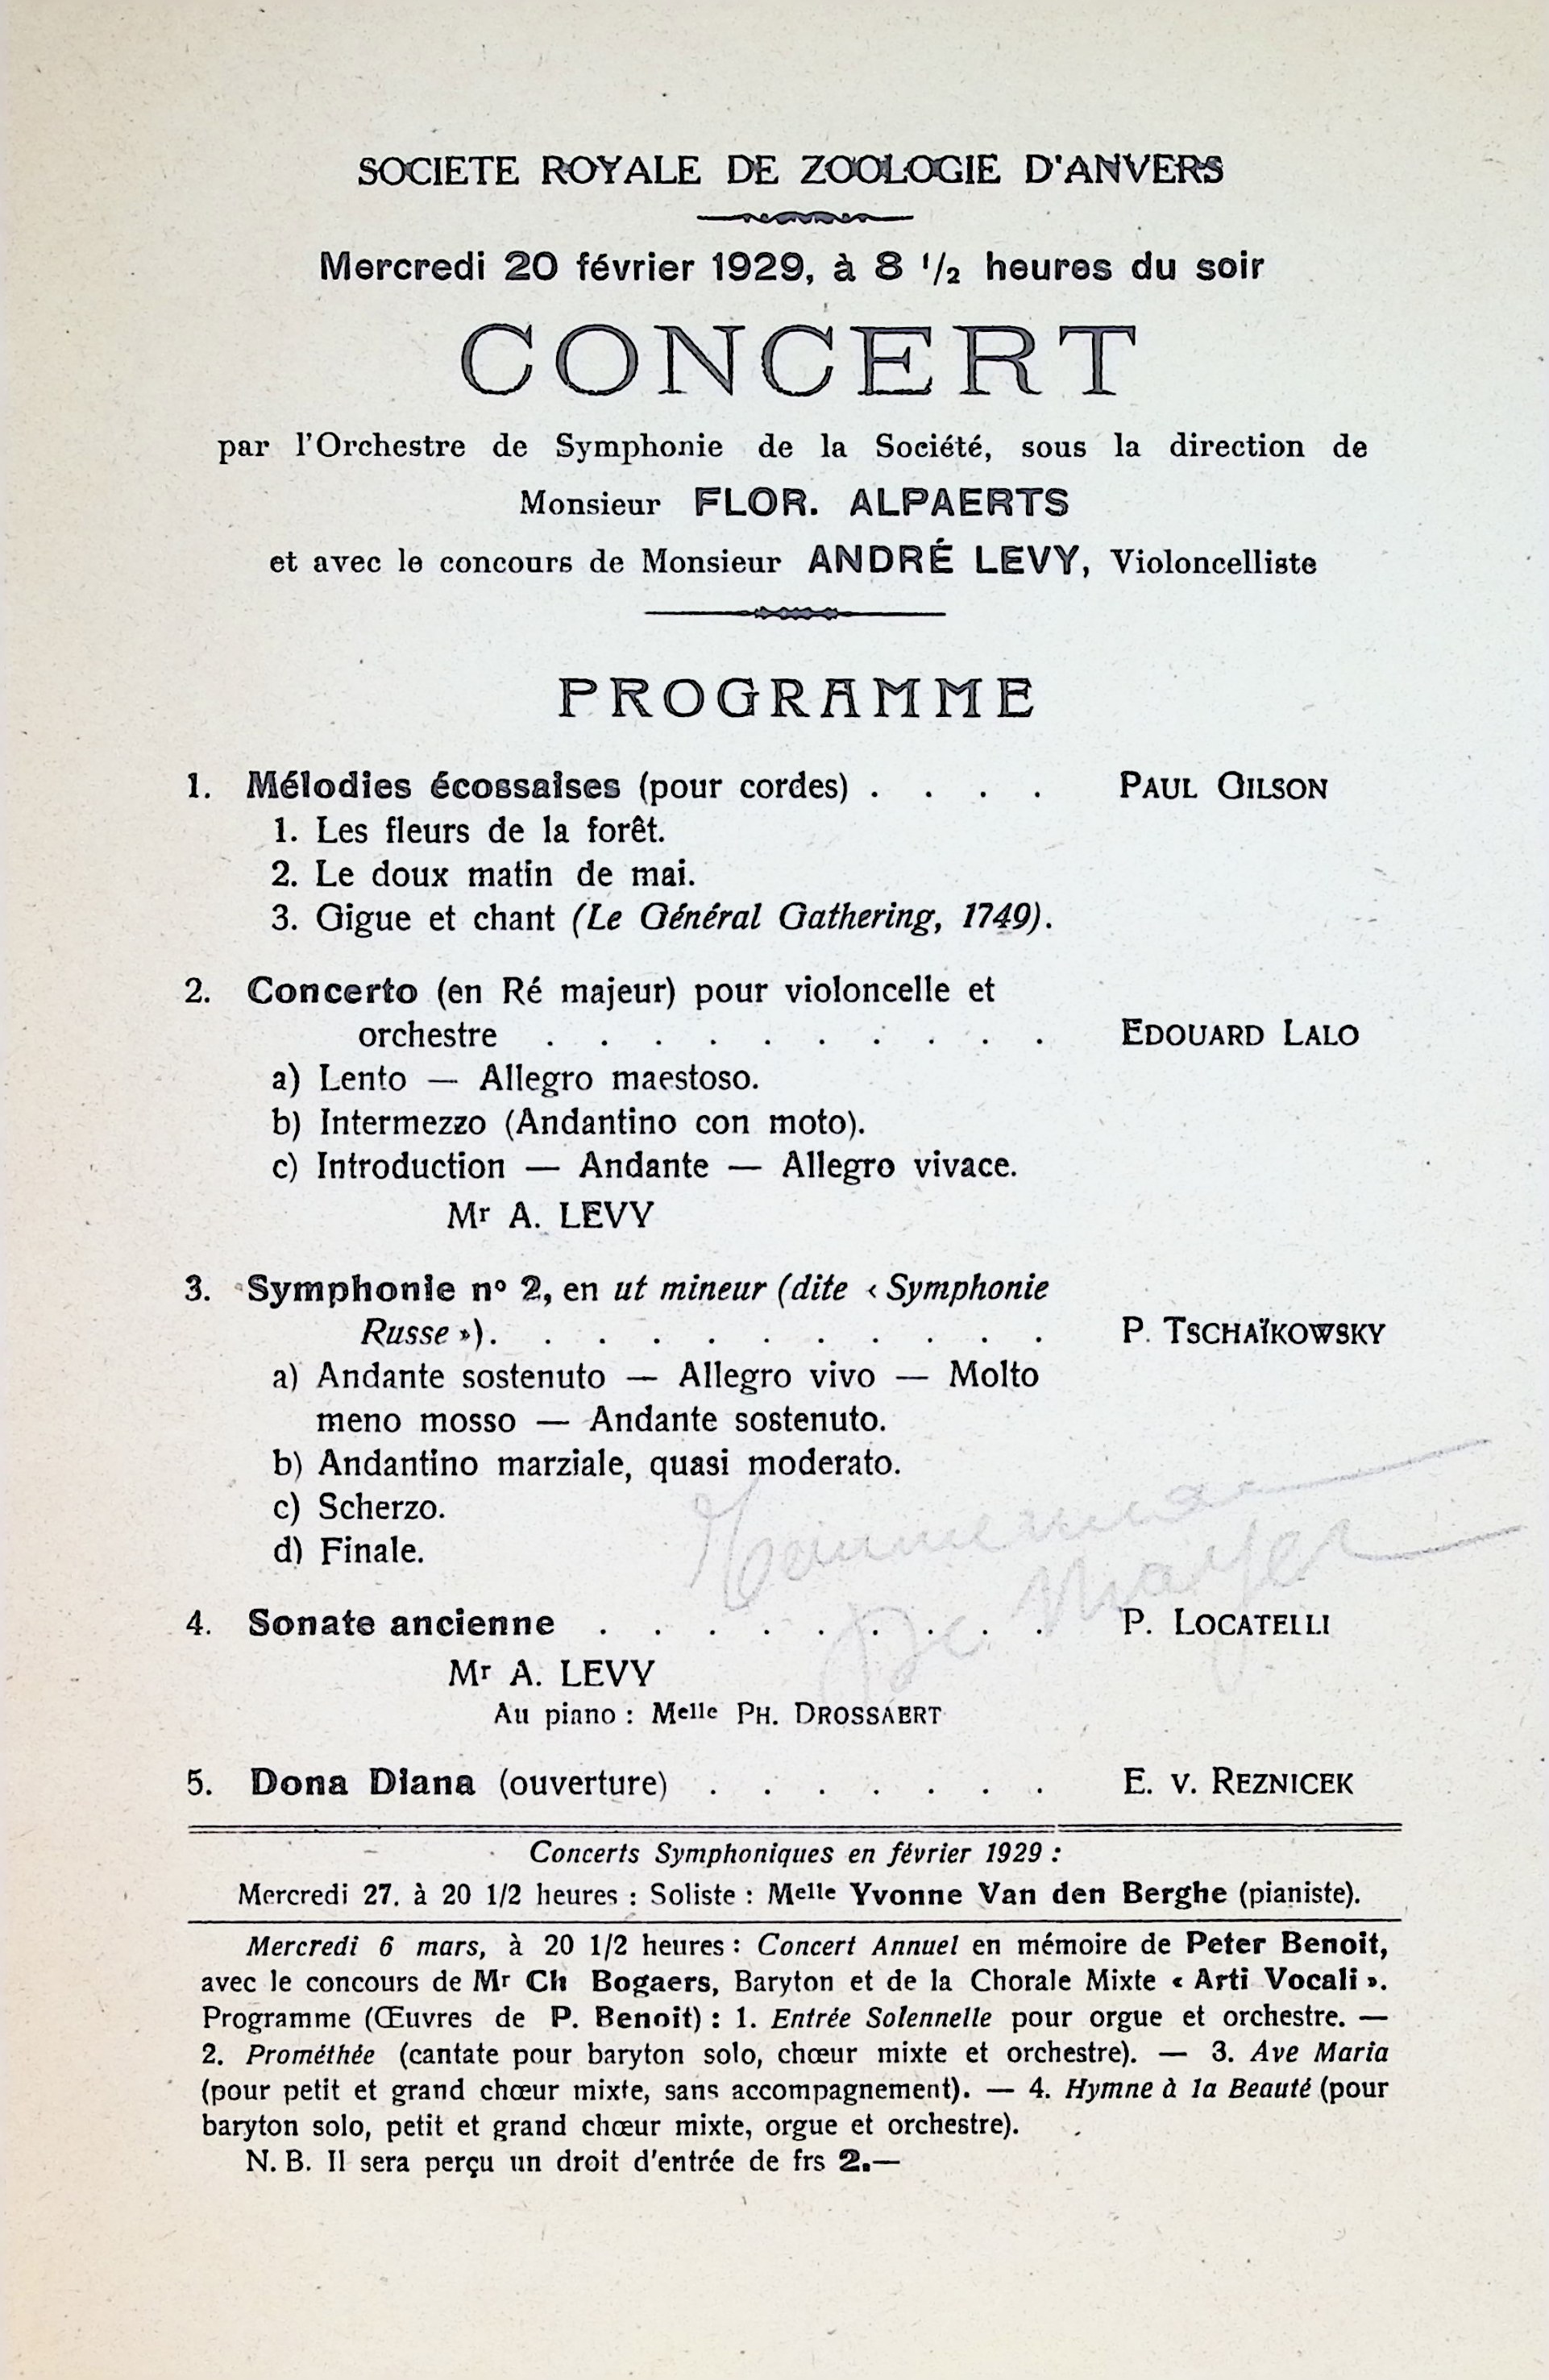 SOCIETE ROYALE DE ZOOLOGIE D'ANVERS
Mercredi 20 février 1929, à 8 1/2 heures du soir
CONCERT
par l'Orchestre de Symphonie de la Société, sous la direction de
Monsieur FLOR. ALPAERTS
et avec le concours de Monsieur ANDRÉ LEVY, Violoncelliste
PROGRAMME
1. Mélodies écossaises (pour cordes) . . . . PAUL GILSON
1. Les fleurs de la forêt.
2. Le doux matin de mai.
3. Gigue et chant (Le Général Gathering, 1749).
2. Concerto (en Ré majeur) pour violoncelle et
orchestre . . . . . . . . . . EDOUARD LALO
a) Lento — Allegro maestoso.
b) Intermezzo (Andantino con moto).
c) Introduction — Andante — Allegro vivace.
Mr A. LEVY
3. Symphonie no 2, en ut mineur (dite « Symphonie
Russe »). . . . . . . . . . . P. TSCHAÏKOWSKY
a) Andante sostenuto — Allegro vivo — Molto
meno mosso — Andante sostenuto.
b) Andantino marziale, quasi moderato.
c) Scherzo.
d) Finale.
4. Sonate ancienne . . . . . . . . . P. LOCATELLI
Mr A. LEVY
Au piano : Melle PH. DROSSAERT
5. Dona Diana (ouverture) . . . . . . . E. V. REZNICEK
Concerts Symphoniques en février 1929 :
Mercredi 27. à 20 1/2 heures : Soliste : Melle Yvonne Van den Berghe (pianiste).
Mercredi 6 mars, à 20 1/2 heures : Concert Annuel en mémoire de Peter Benoit,
avec le concours de Mr Ch Bogaers, Baryton et de la Chorale Mixte « Arti Vocali ».
Programme (Œuvres de P. Benoit) : 1. Entrée Solennelle pour orgue et orchestre. —
2. Prométhée (cantate pour baryton solo, chœur mixte et orchestre). — 3. Ave Maria
(pour petit et grand chœur mixte, sans accompagnement). — 4. Hymne à la Beauté (pour
baryton solo, petit et grand chœur mixte, orgue et orchestre).
N. B. Il sera perçu un droit d'entrée de frs 2.—